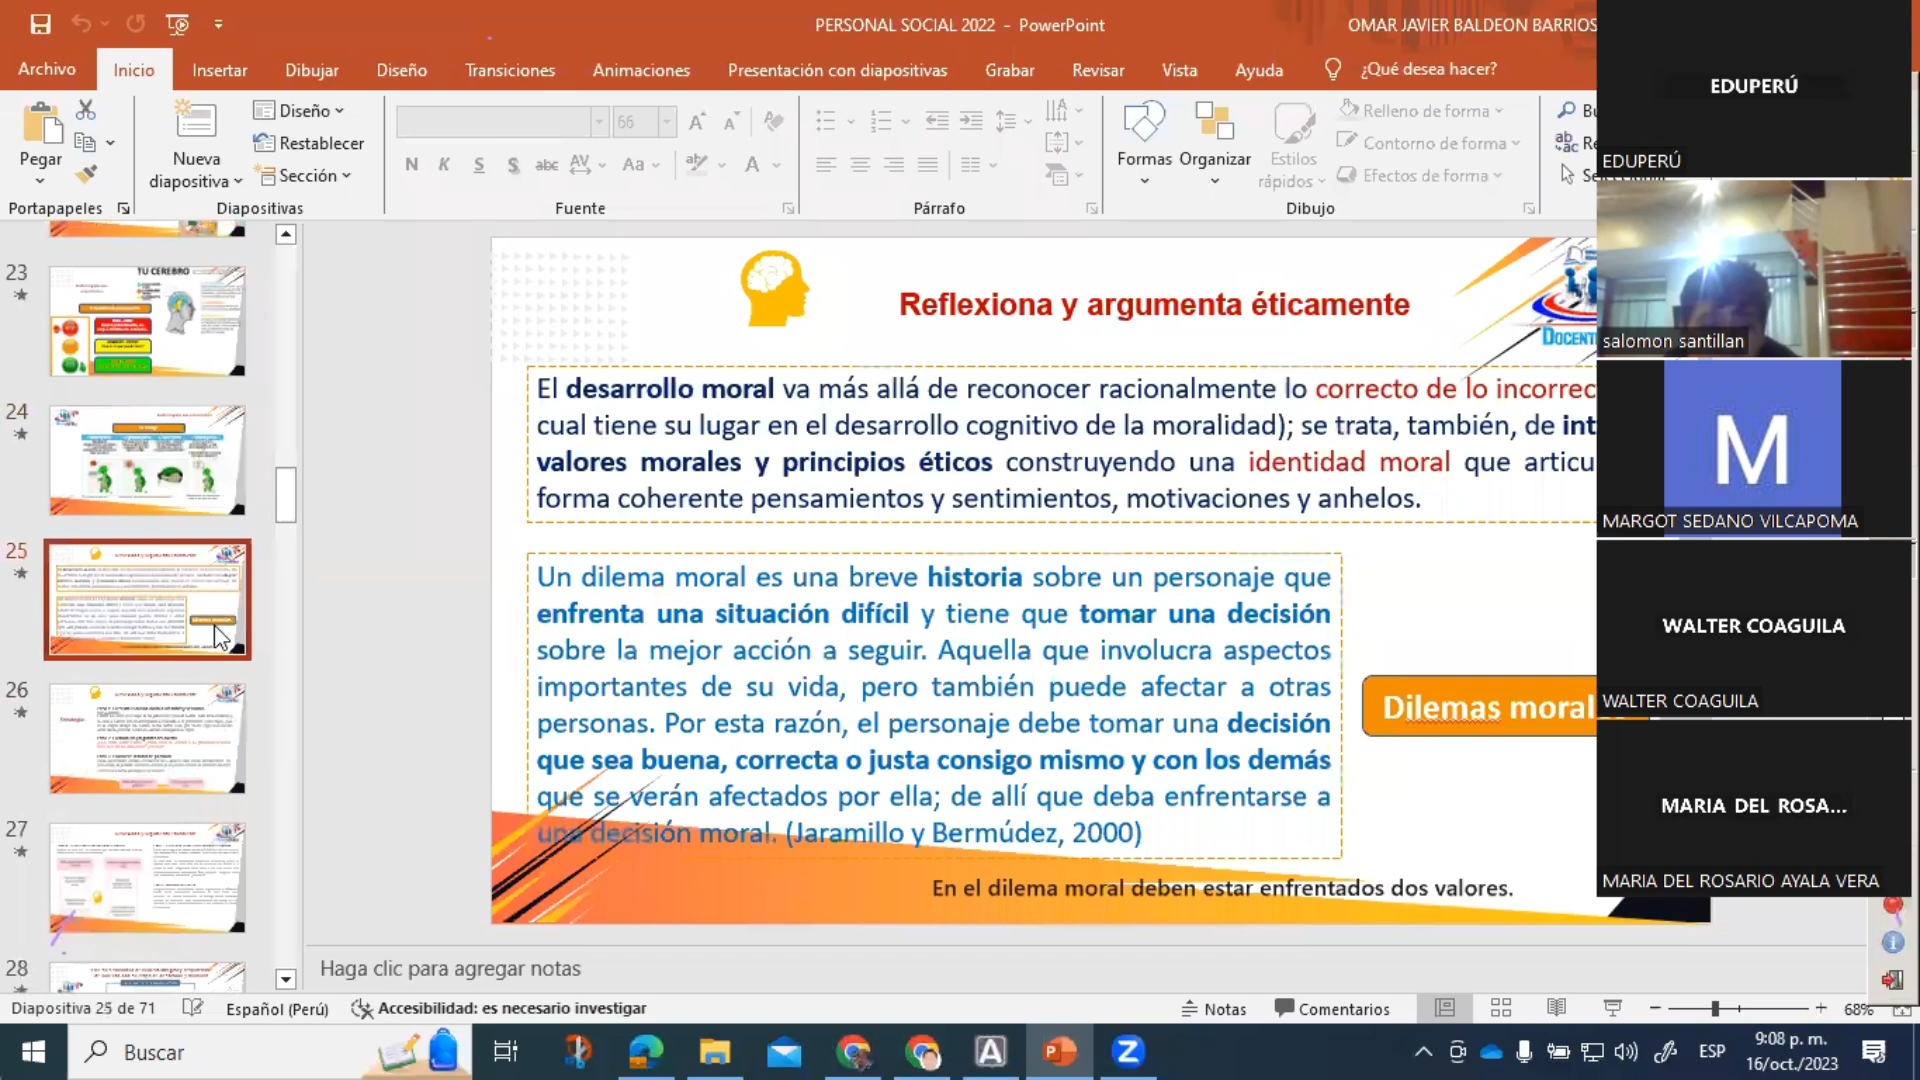 PERSONAL SOCIAL 2022 - PowerPoint
OMAR JAVIER BALDEON BARRIOS
Archivo
Inicio
Insertar
Dibujar
Diseño
Transiciones
Animaciones
Presentación con diapositivas
Grabar
Revisar
Vista
Ayuda
¿Qué desea hacer?
Pegar
Nueva
diapositiva
Diseño
Restablecer
Sección
66
N K S S abc AV Aa A
Formas
Organizar
Estilos
rápidos
Relleno de forma
Contorno de forma
Efectos de forma
Portapapeles
Diapositivas
Fuente
Párrafo
Dibujo
23
TU CEREBRO
24
25
26
27
28
Reflexiona y argumenta éticamente
El desarrollo moral va más allá de reconocer racionalmente lo correcto de lo incorrec
cual tiene su lugar en el desarrollo cognitivo de la moralidad); se trata, también, de int
valores morales y principios éticos construyendo una identidad moral que articu
forma coherente pensamientos y sentimientos, motivaciones y anhelos.
Un dilema moral es una breve historia sobre un personaje que
enfrenta una situación difícil y tiene que tomar una decisión
sobre la mejor acción a seguir. Aquella que involucra aspectos
importantes de su vida, pero también puede afectar a otras
personas. Por esta razón, el personaje debe tomar una decisión
que sea buena, correcta o justa consigo mismo y con los demás
que se verán afectados por ella; de allí que deba enfrentarse a
una decisión moral. (Jaramillo y Bermúdez, 2000)
Dilemas moral
En el dilema moral deben estar enfrentados dos valores.
EDUPERÚ
EDUPERÚ
salomon santillan
M
MARGOT SEDANO VILCAPOMA
WALTER COAGUILA
WALTER COAGUILA
MARIA DEL ROSA...
MARIA DEL ROSARIO AYALA VERA
Haga clic para agregar notas
Diapositiva 25 de 71
Español (Perú)
Accesibilidad: es necesario investigar
Notas
Comentarios
68%
Buscar
ESP
9:08 p. m.
16/oct./2023